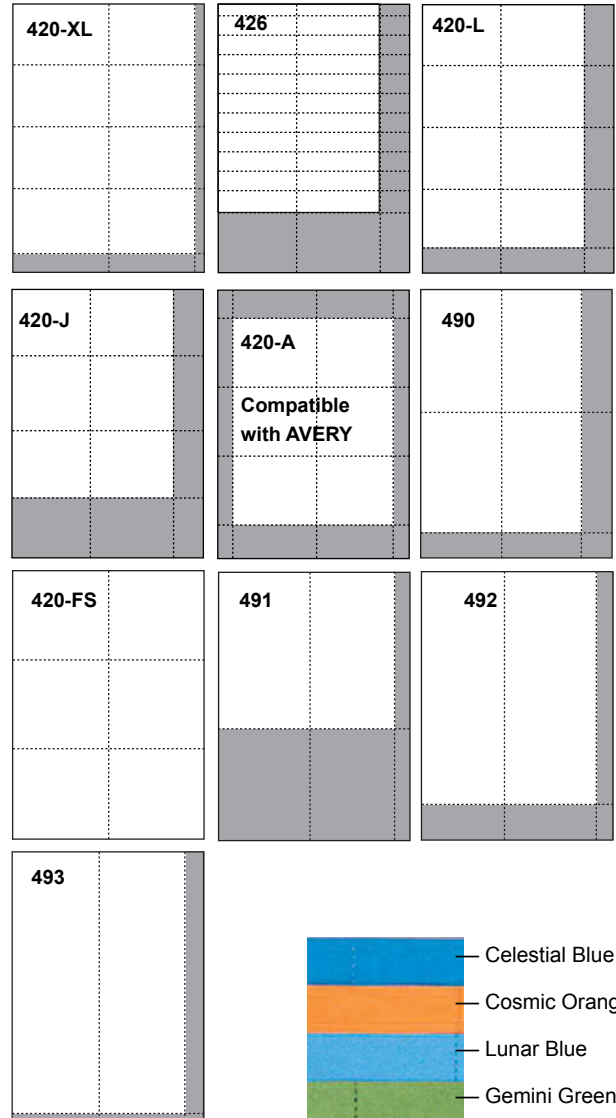 420-XL
426
420-L
420-J
420-A
Compatible
with AVERY
490
420-FS
491
492
493
Celestial Blue
Cosmic Orang
Lunar Blue
Gemini Green